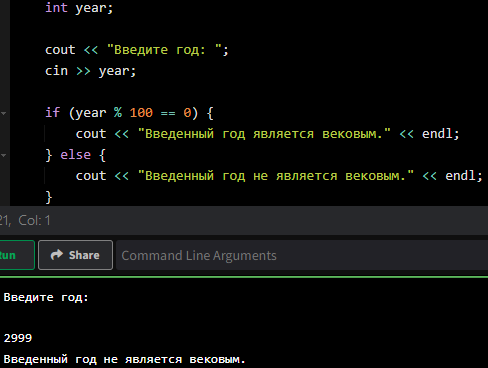 int year;
cout << "Введите год: ";
cin >> year;
if (year % 100 == 0) {
cout << "Введенный год является вековым." << endl;
} else {
cout << "Введенный год не является вековым." << endl;
}
21, Col: 1
Share
Command Line Arguments
Введите год:
2999
Введенный год не является вековым.